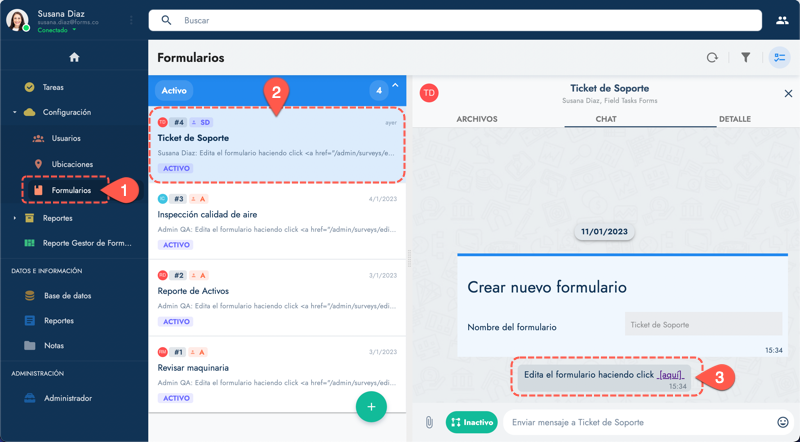 Susana Diaz
susana.diaz@forms.co
Conectado
Buscar
Tareas
Configuración
Usuarios
Ubicaciones
Formularios
1
Reportes
Reporte Gestor de Form...
DATOS E INFORMACIÓN
Base de datos
Reportes
Notas
ADMINISTRACIÓN
Administrador
Formularios
Activo
4
2
TD #4 SD ayer
Ticket de Soporte
Susana Diaz: Edita el formulario haciendo click <a href="/admin/surveys/e...
ACTIVO
#3 A 4/1/2023
Inspección calidad de aire
Admin QA: Edita el formulario haciendo click <a href="/admin/surveys/edi...
ACTIVO
#2 A 3/1/2023
Reporte de Activos
Admin QA: Edita el formulario haciendo click <a href="/admin/surveys/edi...
ACTIVO
#1 A 3/1/2023
Revisar maquinaria
Admin QA: Edita el formulario haciendo click <a href="/admin/surveys/edi...
ACTIVO
+
TD
Ticket de Soporte
Susana Diaz, Field Tasks Forms
ARCHIVOS CHAT DETALLE
11/01/2023
Crear nuevo formulario
Nombre del formulario Ticket de Soporte
15:34
Edita el formulario haciendo click [aquí]
15:34
3
Inactivo
Enviar mensaje a Ticket de Soporte